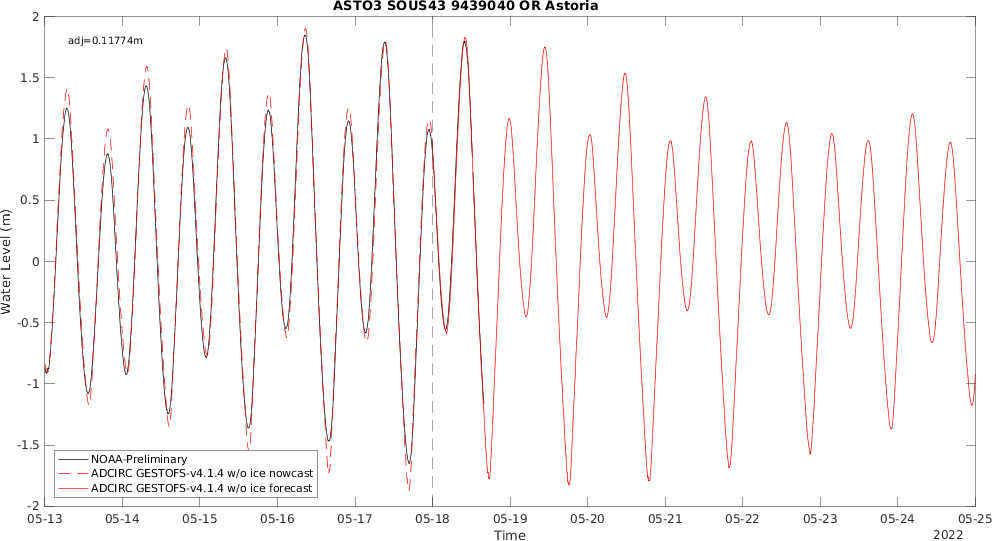 ASTO3 SOUS43 9439040 OR Astoria
adj=0.11774m
Water Level (m)
2
1.5
1
0.5
0
-0.5
-1
-1.5
-2
NOAA-Preliminary
ADCIRC GESTOFS-v4.1.4 w/o ice nowcast
ADCIRC GESTOFS-v4.1.4 w/o ice forecast
05-13 05-14 05-15 05-16 05-17 05-18 05-19 05-20 05-21 05-22 05-23 05-24 05-25
Time
2022